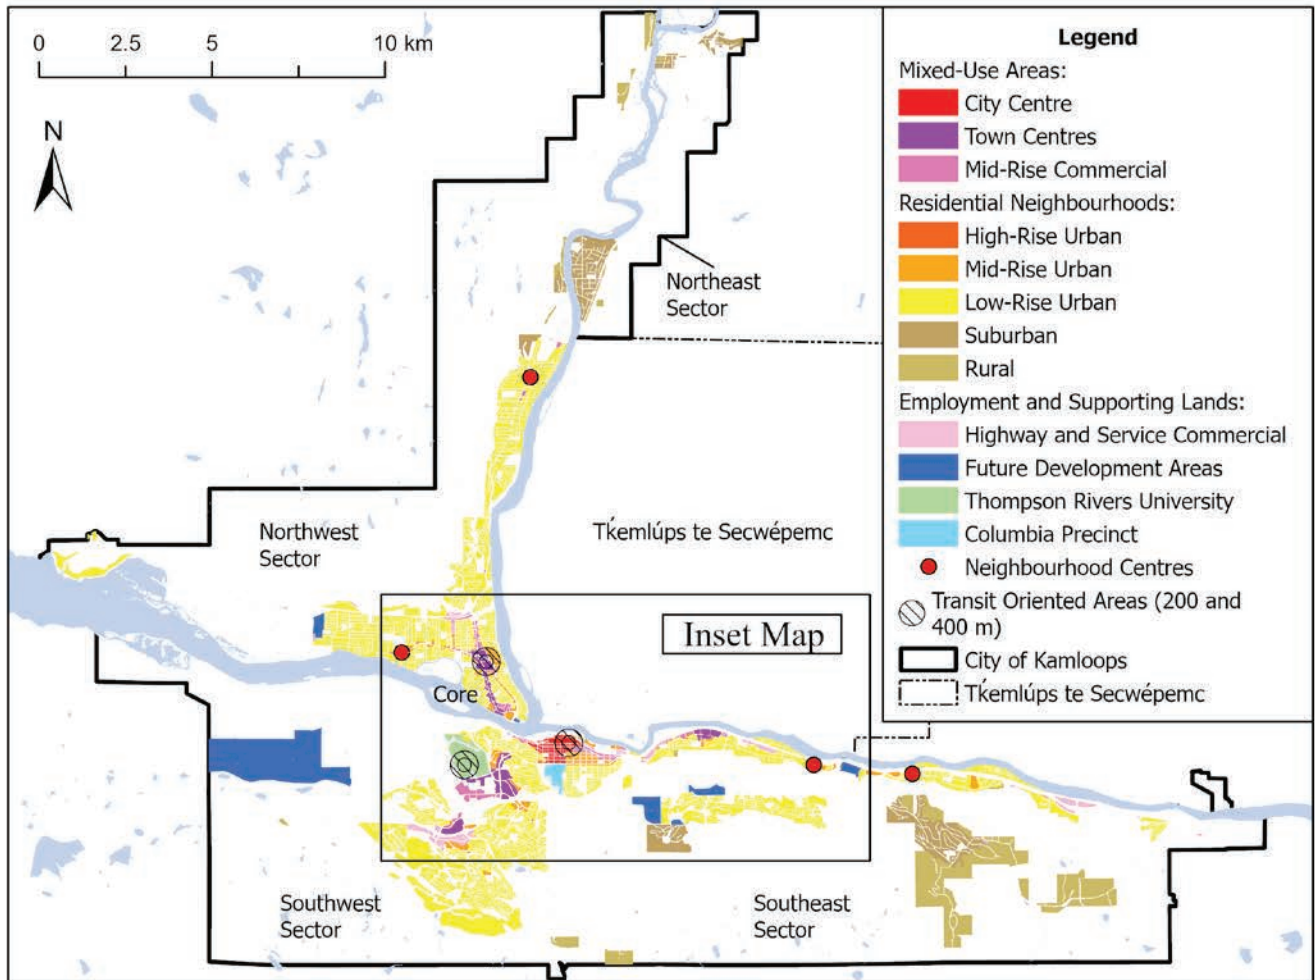 0 2.5 5 10 km
N
Northeast
Sector
Northwest
Sector
Tk̓emlúps te Secwépemc
Inset Map
Core
Southwest
Sector
Southeast
Sector
Legend
Mixed-Use Areas:
City Centre
Town Centres
Mid-Rise Commercial
Residential Neighbourhoods:
High-Rise Urban
Mid-Rise Urban
Low-Rise Urban
Suburban
Rural
Employment and Supporting Lands:
Highway and Service Commercial
Future Development Areas
Thompson Rivers University
Columbia Precinct
Neighbourhood Centres
Transit Oriented Areas (200 and
400 m)
City of Kamloops
Tk̓emlúps te Secwépemc